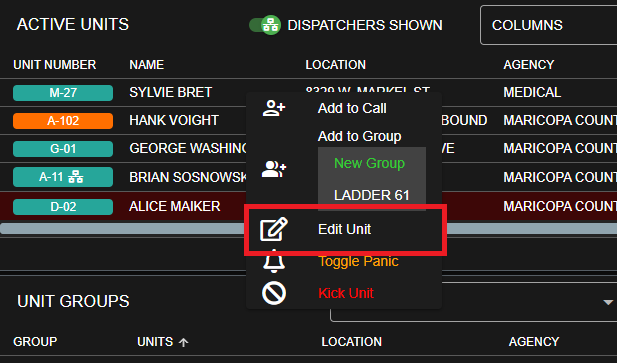 ACTIVE UNITS DISPATCHERS SHOWN COLUMNS
UNIT NUMBER NAME LOCATION AGENCY
M-27 SYLVIE BRET 8329 W. MARKEL ST MEDICAL
Add to Call
A-102 HANK VOIGHT BOUND MARICOPA COUNT
Add to Group
G-01 GEORGE WASHING VE MARICOPA COUNT
New Group
A-11 BRIAN SOSNOWSK MARICOPA COUNT
LADDER 61
D-02 ALICE MAIKER MARICOPA COUNT
Edit Unit
Toggle Panic
Kick Unit
UNIT GROUPS
GROUP UNITS LOCATION AGENCY